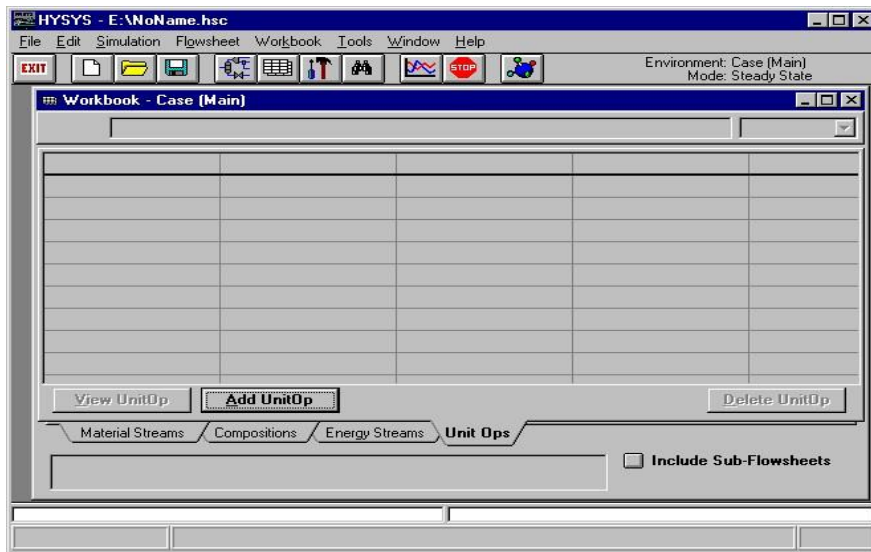 HYSYS - E:\NoName.hsc
File Edit Simulation Flowsheet Workbook Tools Window Help
EXIT STOP Environment: Case (Main)
Mode: Steady State
Workbook - Case (Main)
View UnitOp Add UnitOp Delete UnitOp
Material Streams Compositions Energy Streams Unit Ops
Include Sub-Flowsheets